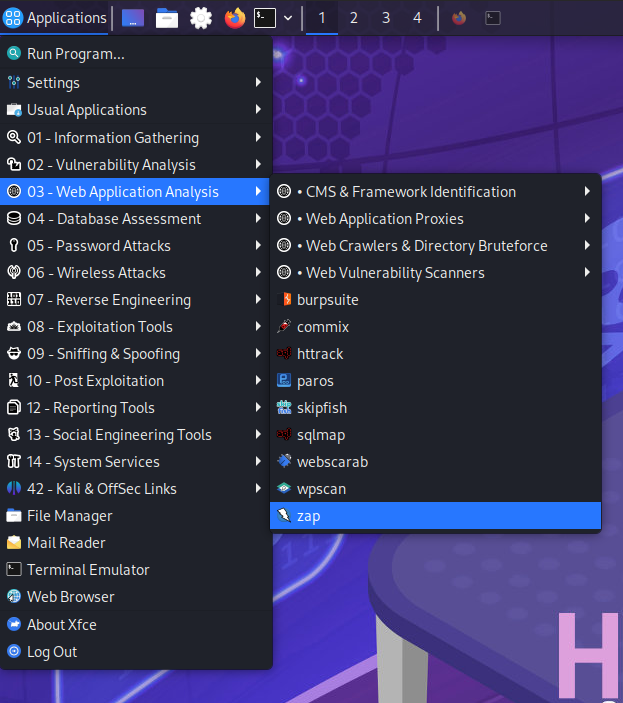 Applications
1 2 3 4
Run Program...
Settings
Usual Applications
01 - Information Gathering
02 - Vulnerability Analysis
03 - Web Application Analysis
04 - Database Assessment
05 - Password Attacks
06 - Wireless Attacks
07 - Reverse Engineering
08 - Exploitation Tools
09 - Sniffing & Spoofing
10 - Post Exploitation
12 - Reporting Tools
13 - Social Engineering Tools
14 - System Services
42 - Kali & OffSec Links
File Manager
Mail Reader
Terminal Emulator
Web Browser
About Xfce
Log Out
• CMS & Framework Identification
• Web Application Proxies
• Web Crawlers & Directory Bruteforce
• Web Vulnerability Scanners
burpsuite
commix
httrack
paros
skipfish
sqlmap
webscarab
wpscan
zap
H